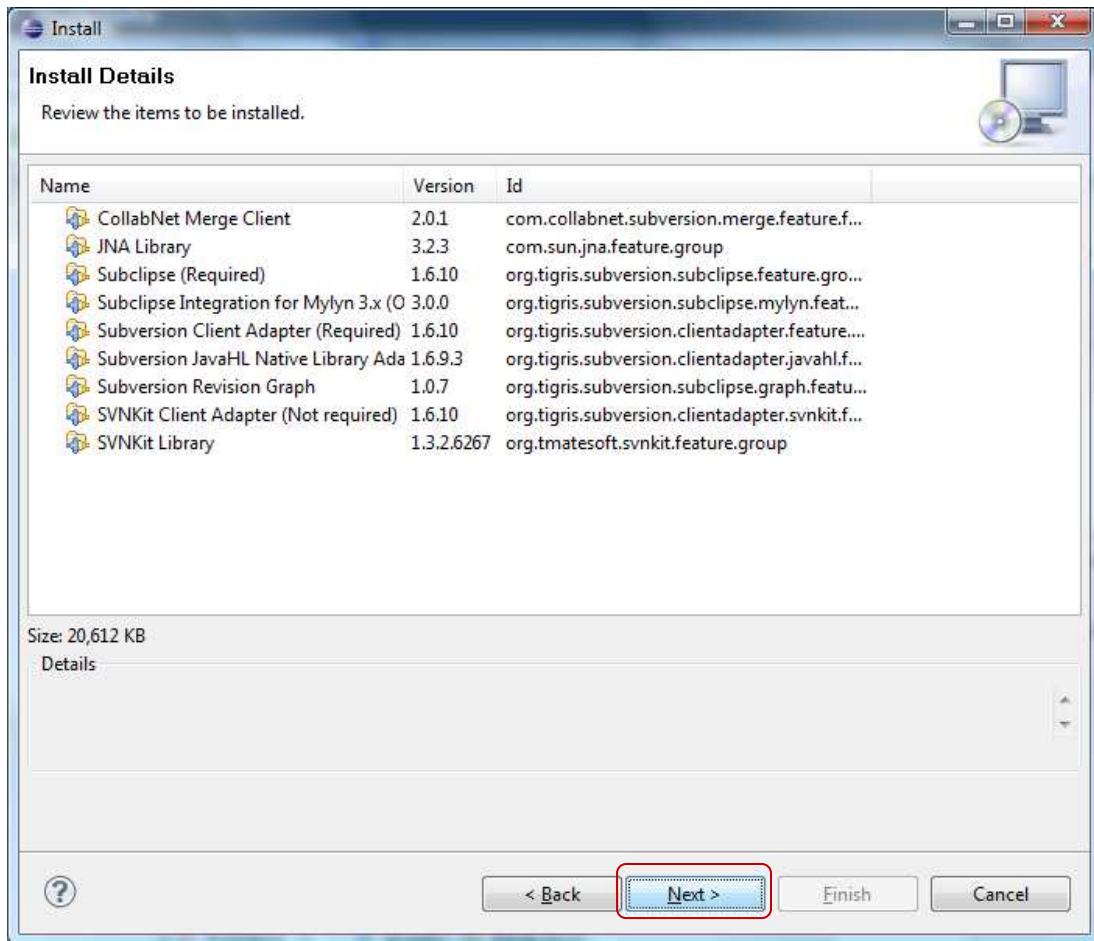 Install
Install Details
Review the items to be installed.
Name Version Id
CollabNet Merge Client 2.0.1 com.collabnet.subversion.merge.feature.f...
JNA Library 3.2.3 com.sun.jna.feature.group
Subclipse (Required) 1.6.10 org.tigris.subversion.subclipse.feature.gro...
Subclipse Integration for Mylyn 3.x (O 3.0.0 org.tigris.subversion.subclipse.mylyn.feat...
Subversion Client Adapter (Required) 1.6.10 org.tigris.subversion.clientadapter.feature....
Subversion JavaHL Native Library Ada 1.6.9.3 org.tigris.subversion.clientadapter.javahl.f...
Subversion Revision Graph 1.0.7 org.tigris.subversion.subclipse.graph.featu...
SVNKit Client Adapter (Not required) 1.6.10 org.tigris.subversion.clientadapter.svnkit.f...
SVNKit Library 1.3.2.6267 org.tmatesoft.svnkit.feature.group
Size: 20,612 KB
Details
? < Back Next > Finish Cancel